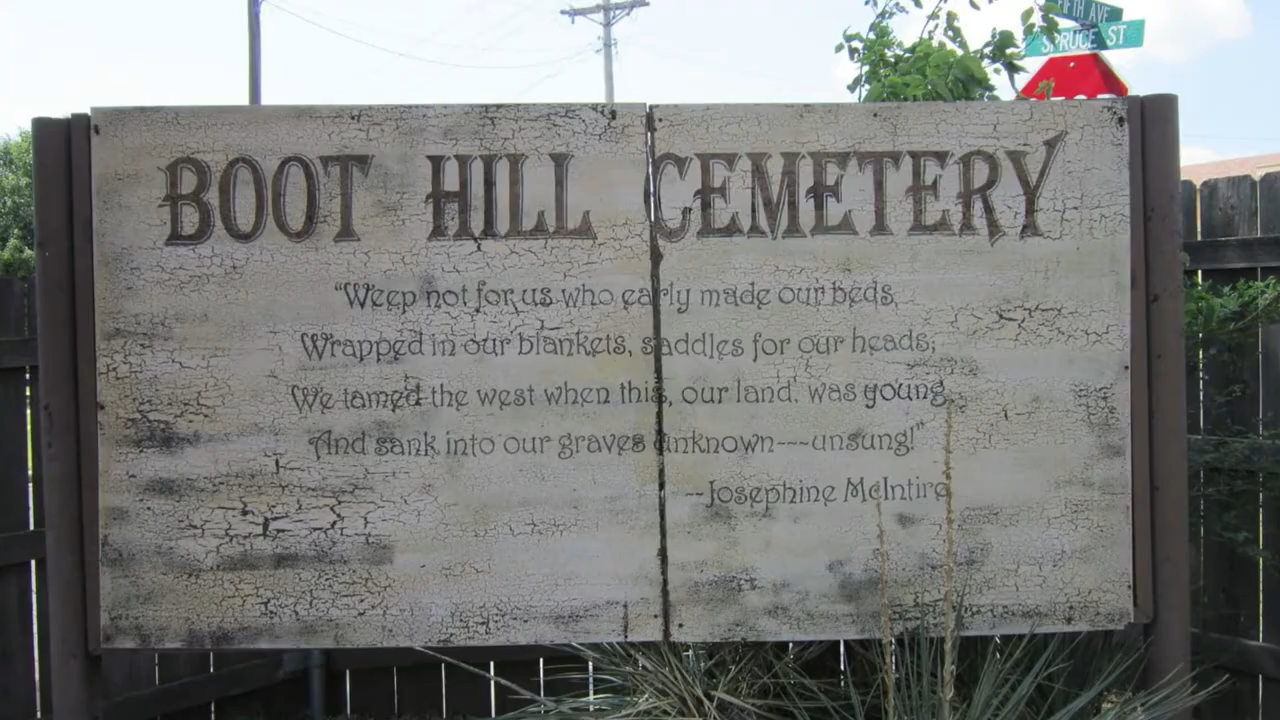 FIFTH AVE
SPRUCE ST
BOOT HILL CEMETERY
“Weep not for us who early made our beds,
Wrapped in our blankets, saddles for our heads;
We tamed the west when this, our land, was young,
And sank into our graves unknown---unsung!”
--Josephine McIntire